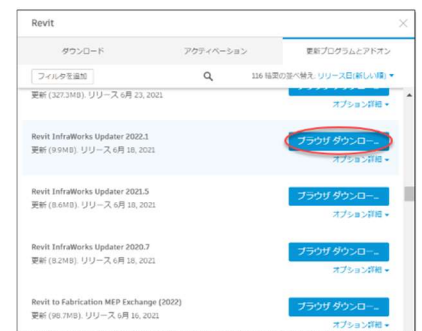 Revit
ダウンロード アクティベーション 更新プログラムとアドオン
フィルタを追加 116 結果の並べ替え: リリース日(新しい順)
更新 (327.3MB). リリース 6月 23, 2021
オプション詳細
Revit InfraWorks Updater 2022.1
更新 (9.9MB). リリース 6月 18, 2021
ブラウザ ダウンロー...
オプション詳細
Revit InfraWorks Updater 2021.5
更新 (8.6MB). リリース 6月 18, 2021
ブラウザ ダウンロー...
オプション詳細
Revit InfraWorks Updater 2020.7
更新 (8.2MB). リリース 6月 18, 2021
ブラウザ ダウンロー...
オプション詳細
Revit to Fabrication MEP Exchange (2022)
更新 (98.7MB). リリース 6月 16, 2021
ブラウザ ダウンロー...
オプション詳細